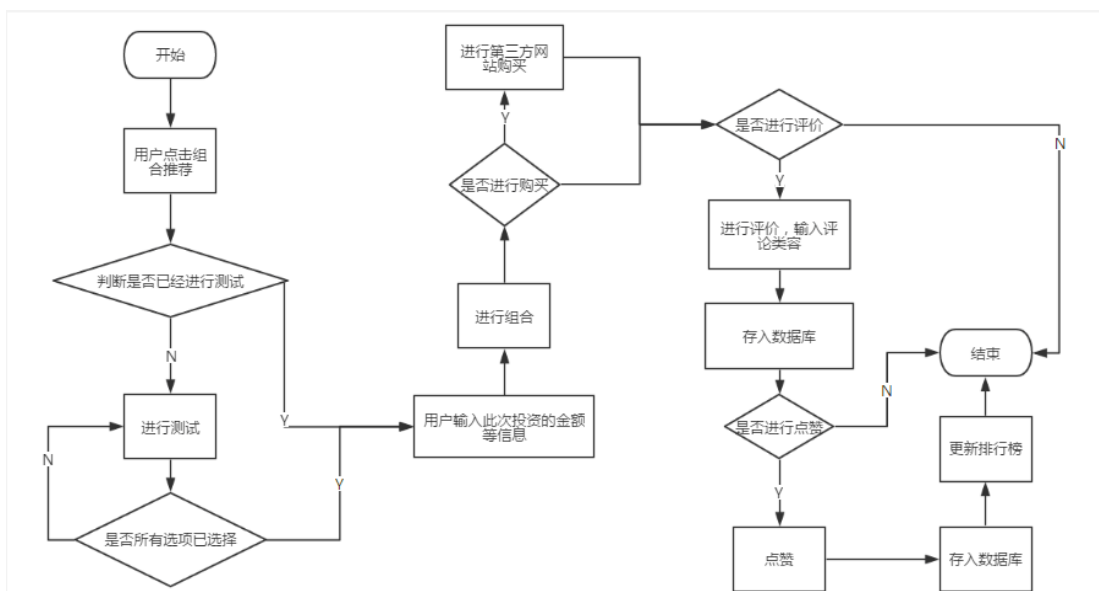 开始
用户点击组
合推荐
判断是否已经进行测试
N
进行测试
N
是否所有选项已选择
Y
Y
用户输入此次投资的金额
等信息
进行组合
是否进行购买
Y
进行第三方网
站购买
是否进行评价
N
Y
进行评价，输入评
论类容
存入数据库
是否进行点赞
N
Y
点赞
存入数据库
更新排行榜
结束